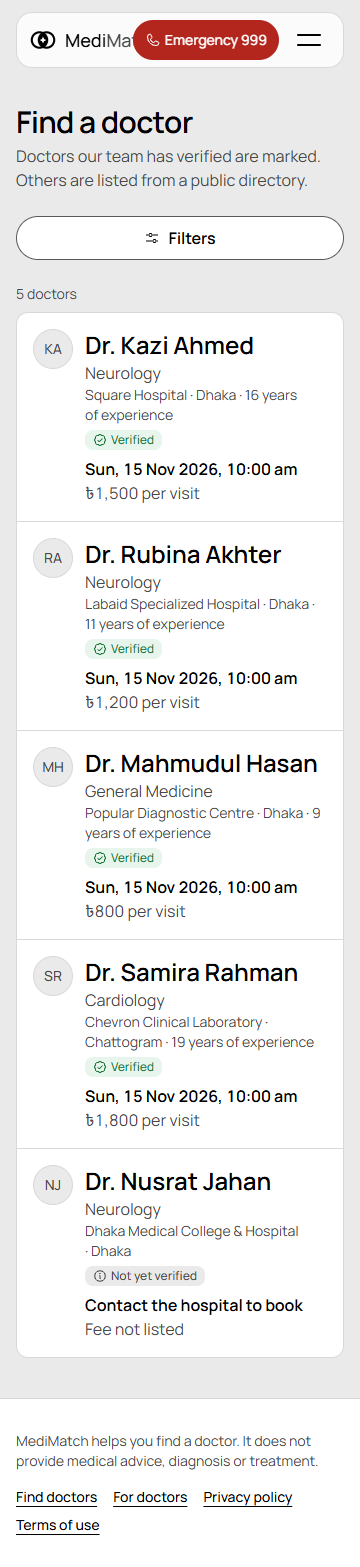 MediMat
Emergency 999
Find a doctor
Doctors our team has verified are marked.
Others are listed from a public directory.
Filters
5 doctors
KA
Dr. Kazi Ahmed
Neurology
Square Hospital · Dhaka · 16 years
of experience
Verified
Sun, 15 Nov 2026, 10:00 am
৳1,500 per visit
RA
Dr. Rubina Akhter
Neurology
Labaid Specialized Hospital · Dhaka ·
11 years of experience
Verified
Sun, 15 Nov 2026, 10:00 am
৳1,200 per visit
MH
Dr. Mahmudul Hasan
General Medicine
Popular Diagnostic Centre · Dhaka · 9
years of experience
Verified
Sun, 15 Nov 2026, 10:00 am
৳800 per visit
SR
Dr. Samira Rahman
Cardiology
Chevron Clinical Laboratory ·
Chattogram · 19 years of experience
Verified
Sun, 15 Nov 2026, 10:00 am
৳1,800 per visit
NJ
Dr. Nusrat Jahan
Neurology
Dhaka Medical College & Hospital
· Dhaka
Not yet verified
Contact the hospital to book
Fee not listed
MediMatch helps you find a doctor. It does not
provide medical advice, diagnosis or treatment.
Find doctors For doctors Privacy policy
Terms of use